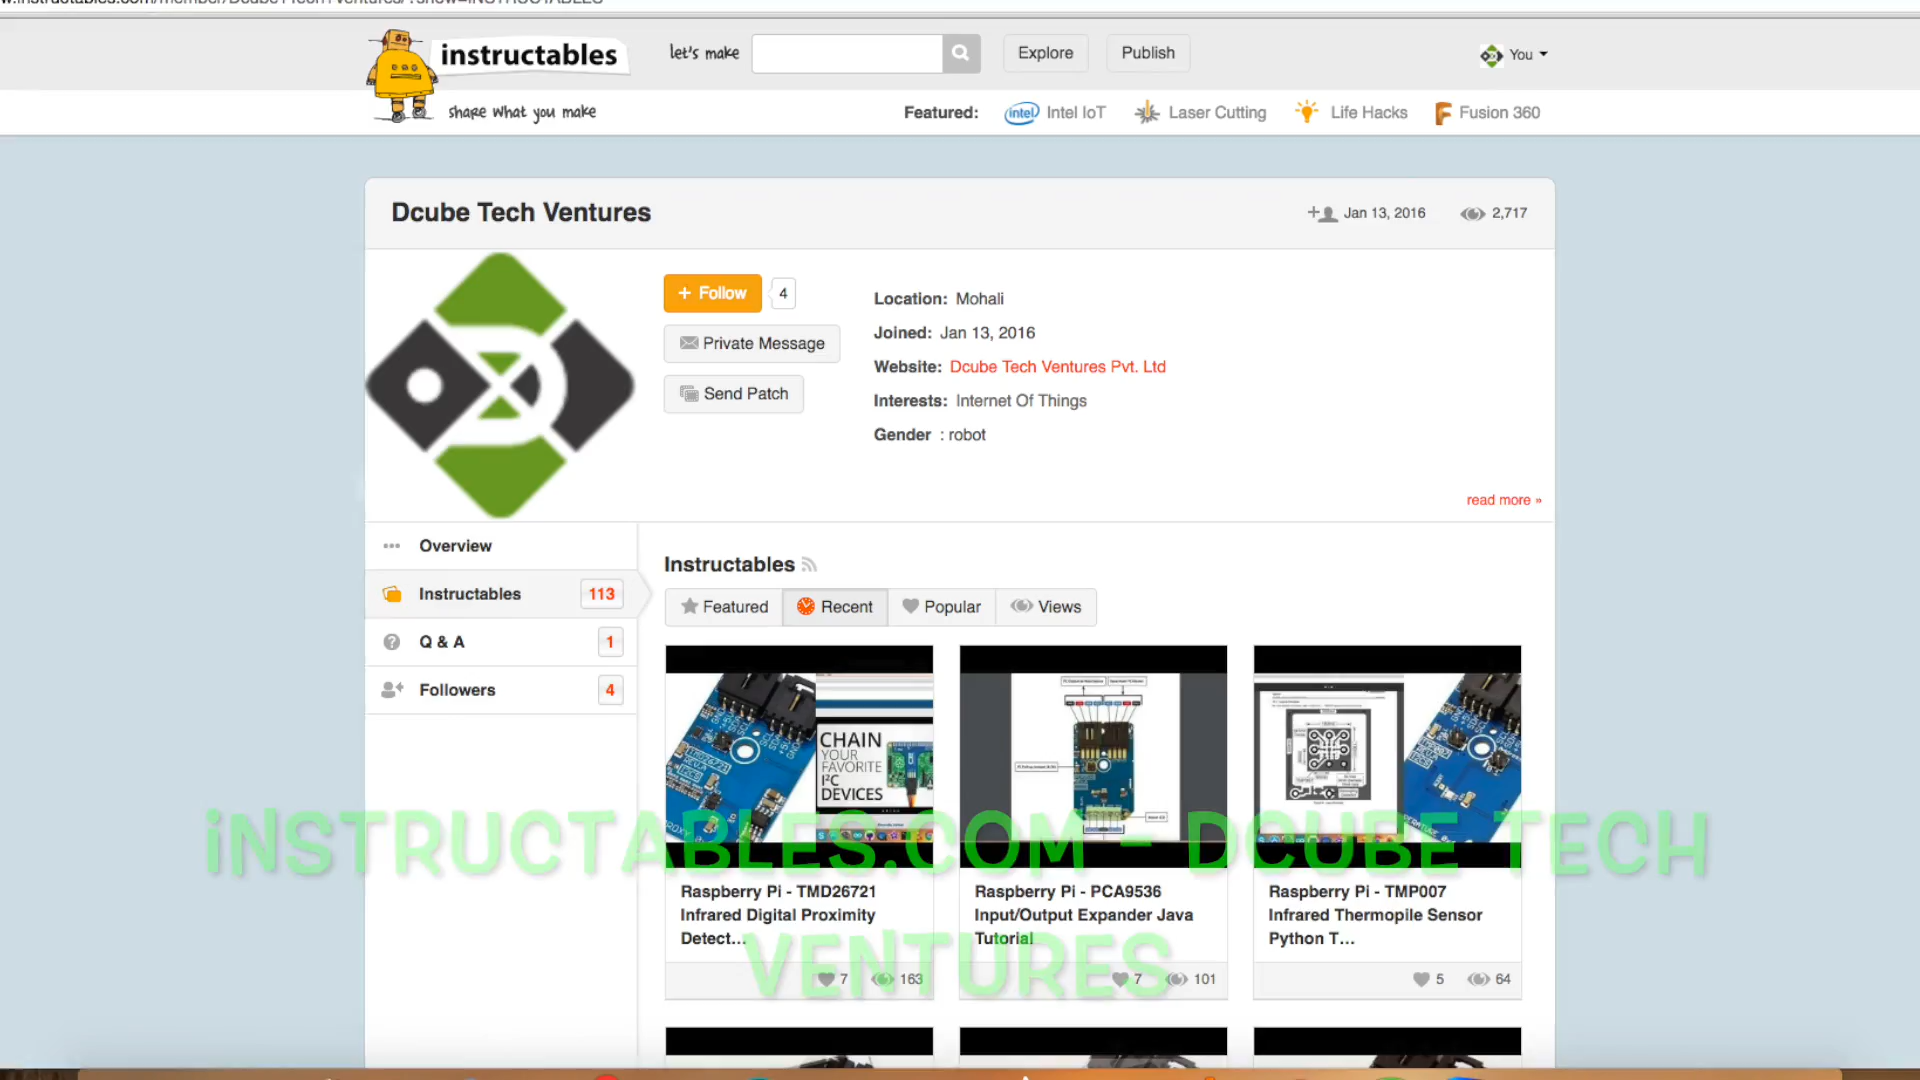 instructables
let's make
Explore
Publish
You
share what you make
Featured:
Intel IoT
Laser Cutting
Life Hacks
Fusion 360
Dcube Tech Ventures
Jan 13, 2016
2,717
+ Follow
4
Private Message
Send Patch
Location: Mohali
Joined: Jan 13, 2016
Website: Dcube Tech Ventures Pvt. Ltd
Interests: Internet Of Things
Gender : robot
read more »
Overview
Instructables 113
Q & A 1
Followers 4
Instructables
Featured
Recent
Popular
Views
CHAIN
YOUR
FAVORITE
I²C
DEVICES
iNSTRUCTABLES.COM - DCUBE TECH
VENTURES
Raspberry Pi - TMD26721
Infrared Digital Proximity
Detect...
7 163
Raspberry Pi - PCA9536
Input/Output Expander Java
Tutorial
7 101
Raspberry Pi - TMP007
Infrared Thermopile Sensor
Python T...
5 64